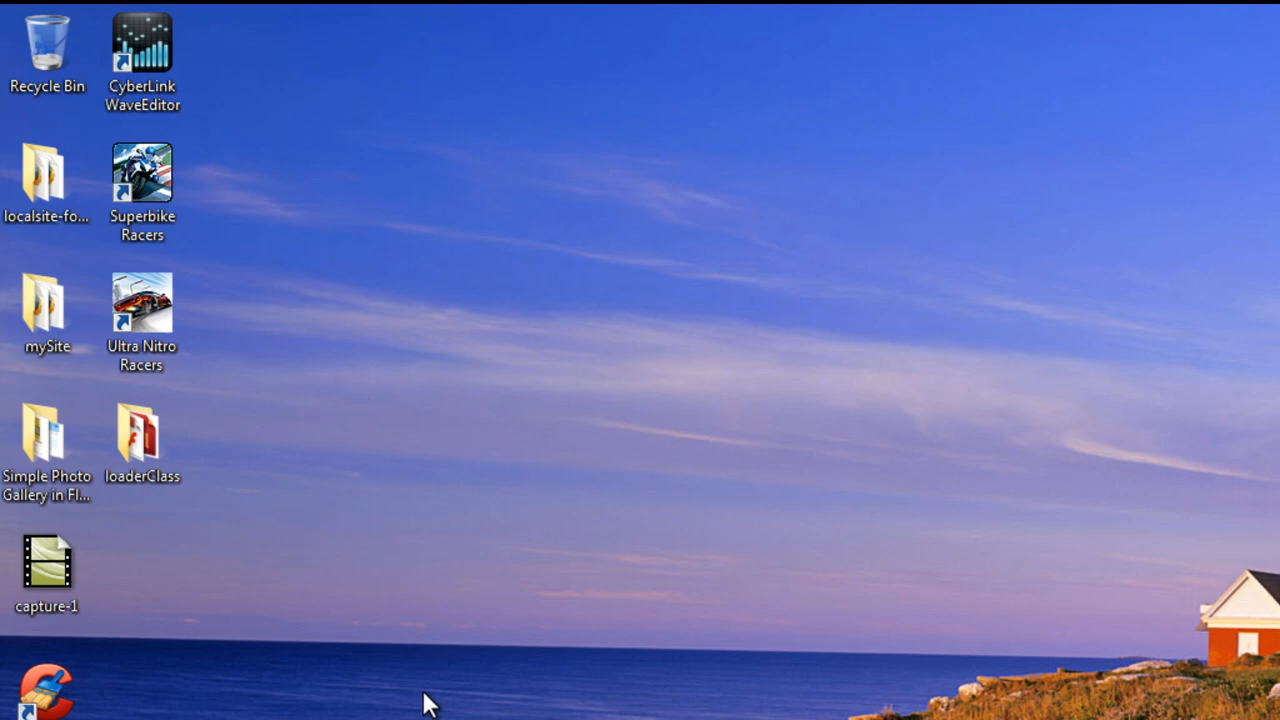 Recycle Bin
CyberLink
WaveEditor
localsite-fo...
Superbike
Racers
mySite
Ultra Nitro
Racers
Simple Photo
Gallery in Fl...
loaderClass
capture-1